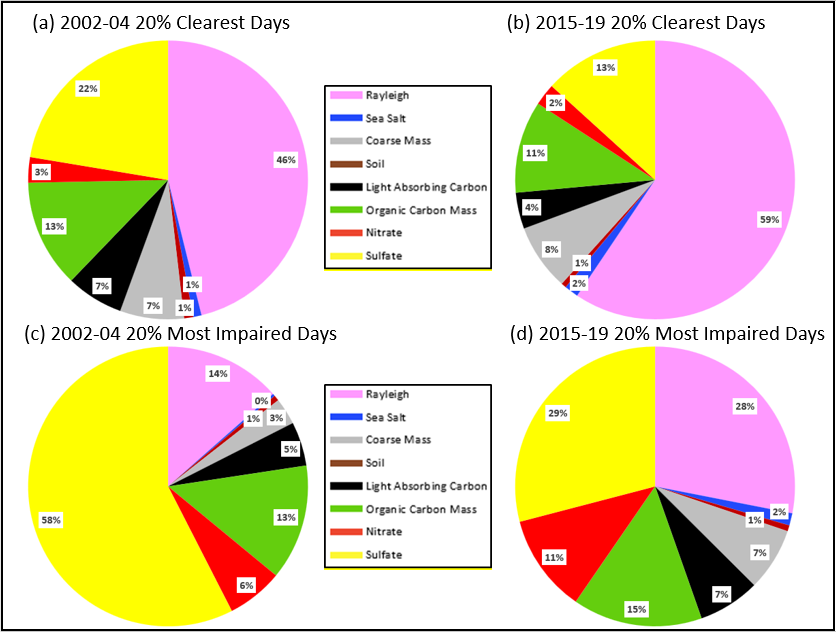 (a) 2002-04 20% Clearest Days
(b) 2015-19 20% Clearest Days
22%
46%
3%
13%
7%
7%
1%
1%
Rayleigh
Sea Salt
Coarse Mass
Soil
Light Absorbing Carbon
Organic Carbon Mass
Nitrate
Sulfate
13%
2%
11%
4%
8%
1%
2%
59%
(c) 2002-04 20% Most Impaired Days
(d) 2015-19 20% Most Impaired Days
14%
0%
1%
3%
5%
13%
6%
58%
Rayleigh
Sea Salt
Coarse Mass
Soil
Light Absorbing Carbon
Organic Carbon Mass
Nitrate
Sulfate
29%
28%
2%
1%
7%
7%
15%
11%